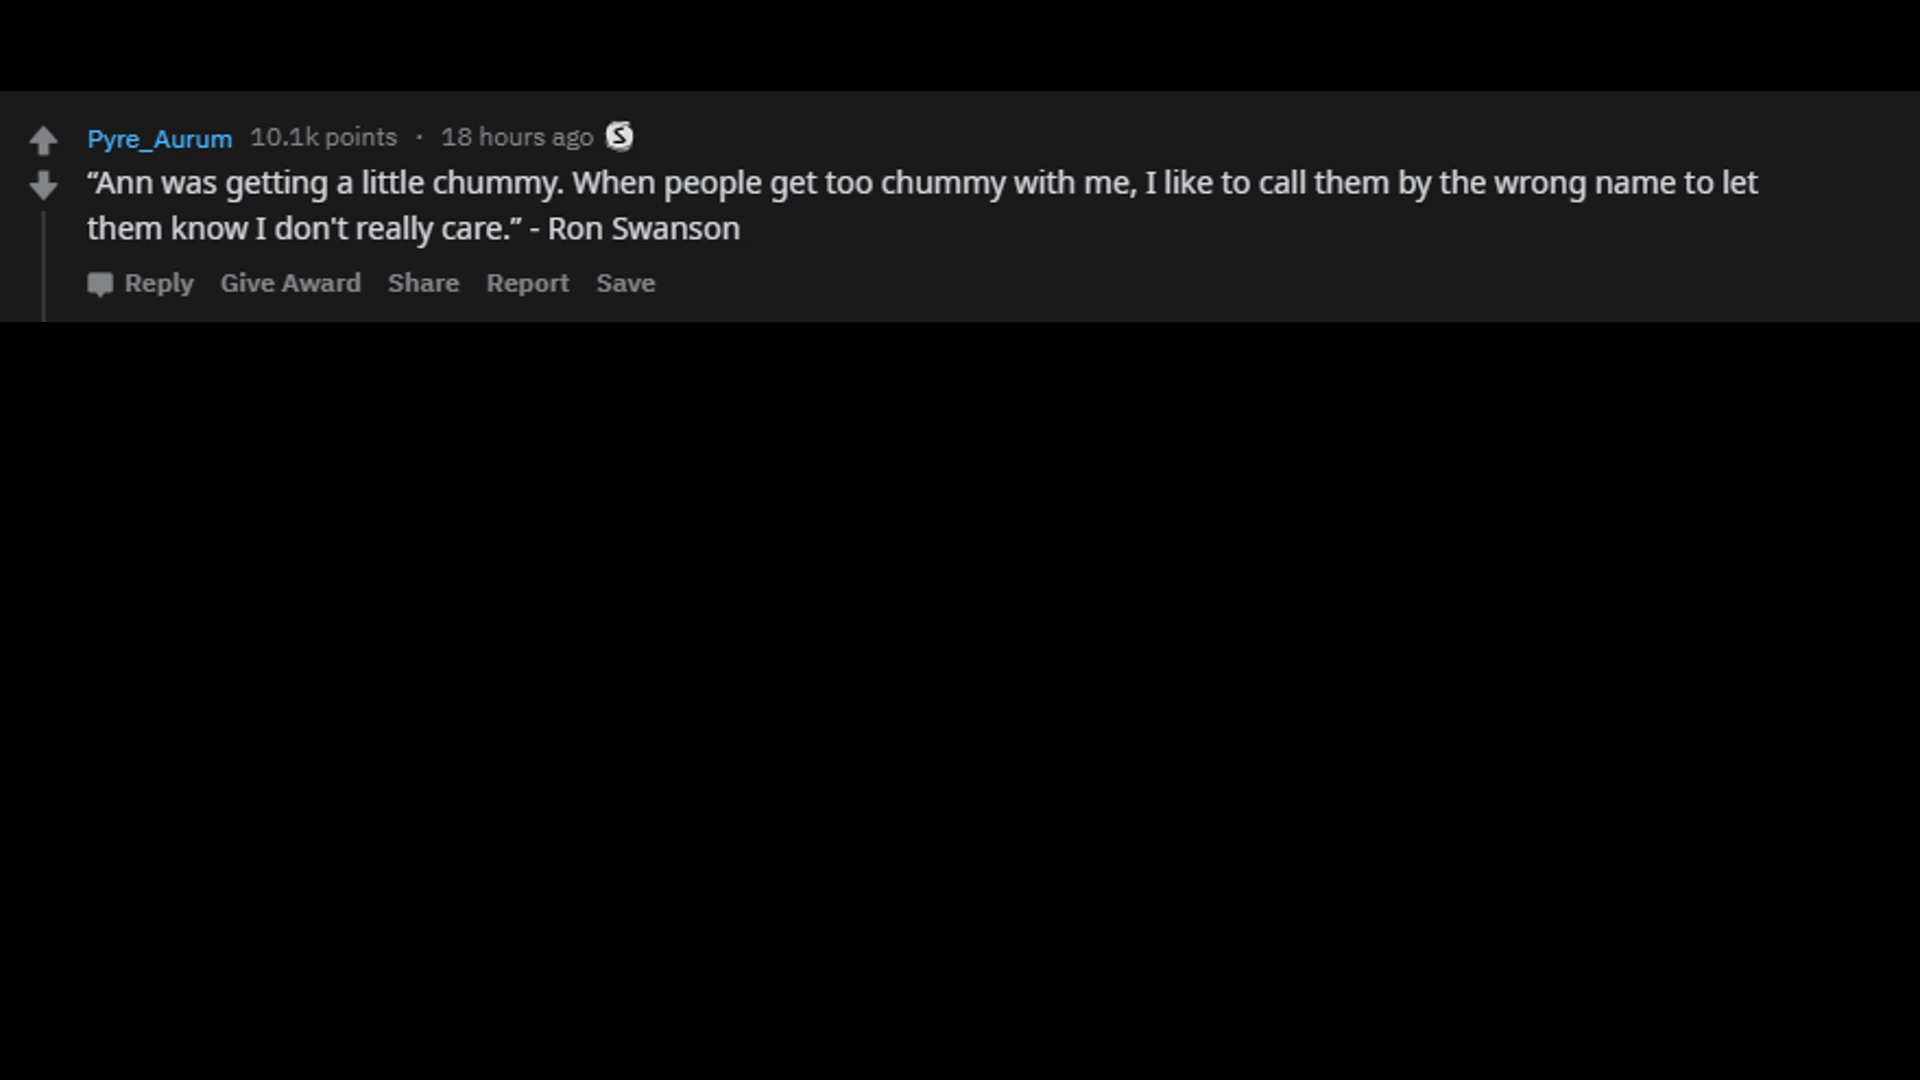 Pyre_Aurum 10.1k points · 18 hours ago S
“Ann was getting a little chummy. When people get too chummy with me, I like to call them by the wrong name to let
them know I don't really care.” - Ron Swanson
Reply Give Award Share Report Save